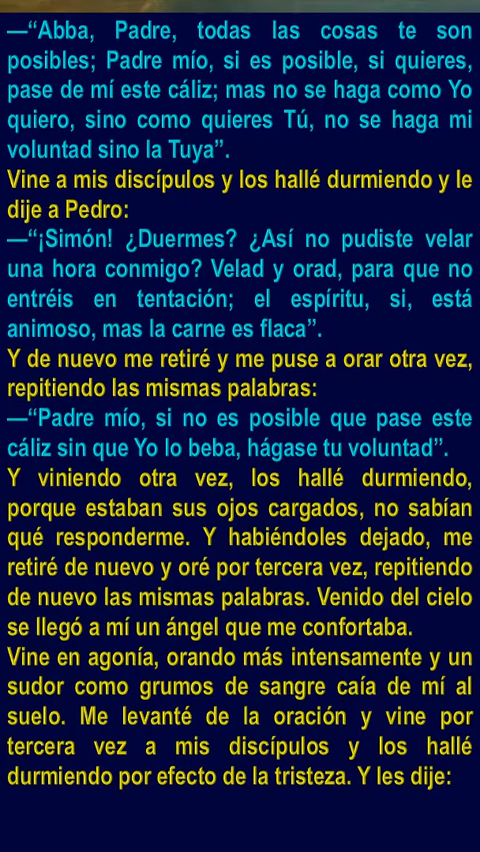 —“Abba, Padre, todas las cosas te son
posibles; Padre mío, si es posible, si quieres,
pase de mí este cáliz; mas no se haga como Yo
quiero, sino como quieres Tú, no se haga mi
voluntad sino la Tuya”.
Vine a mis discípulos y los hallé durmiendo y le
dije a Pedro:
—“¡Simón! ¿Duermes? ¿Así no pudiste velar
una hora conmigo? Velad y orad, para que no
entréis en tentación; el espíritu, si, está
animoso, mas la carne es flaca”.
Y de nuevo me retiré y me puse a orar otra vez,
repitiendo las mismas palabras:
—“Padre mío, si no es posible que pase este
cáliz sin que Yo lo beba, hágase tu voluntad”.
Y viniendo otra vez, los hallé durmiendo,
porque estaban sus ojos cargados, no sabían
qué responderme. Y habiéndoles dejado, me
retiré de nuevo y oré por tercera vez, repitiendo
de nuevo las mismas palabras. Venido del cielo
se llegó a mí un ángel que me confortaba.
Vine en agonía, orando más intensamente y un
sudor como grumos de sangre caía de mí al
suelo. Me levanté de la oración y vine por
tercera vez a mis discípulos y los hallé
durmiendo por efecto de la tristeza. Y les dije: